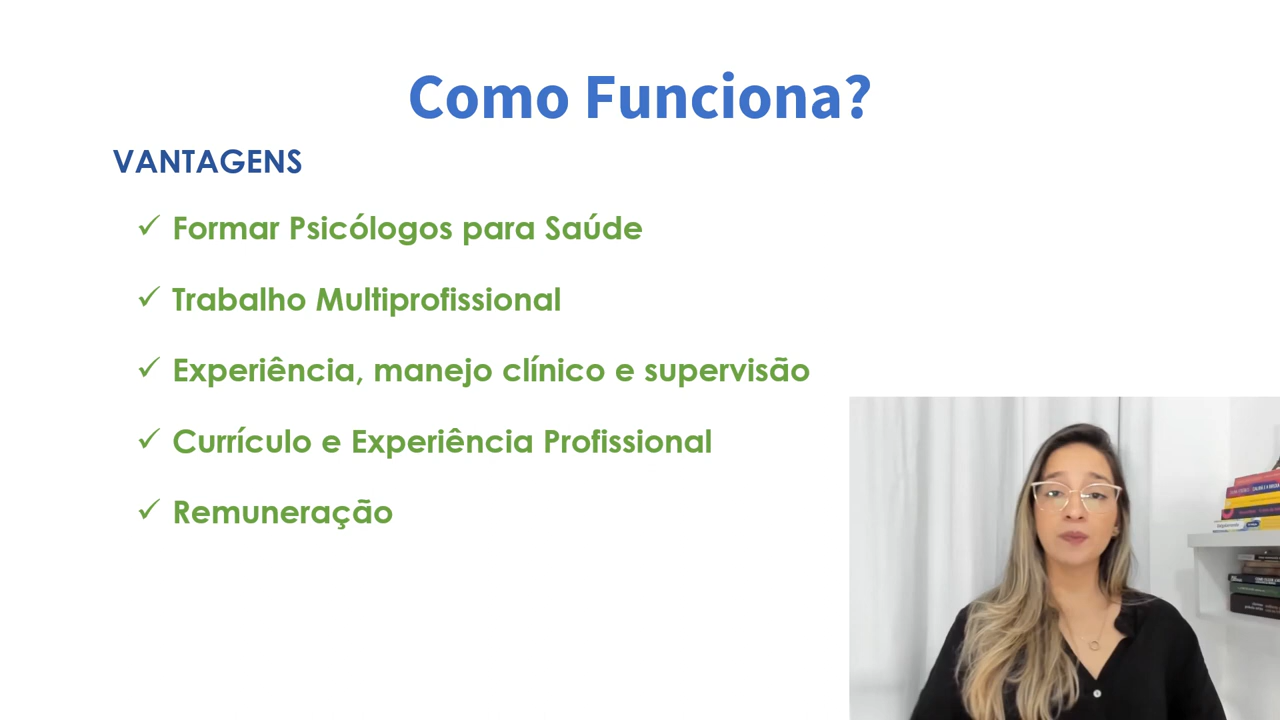 Como Funciona?
VANTAGENS
✓ Formar Psicólogos para Saúde
✓ Trabalho Multiprofissional
✓ Experiência, manejo clínico e supervisão
✓ Currículo e Experiência Profissional
✓ Remuneração